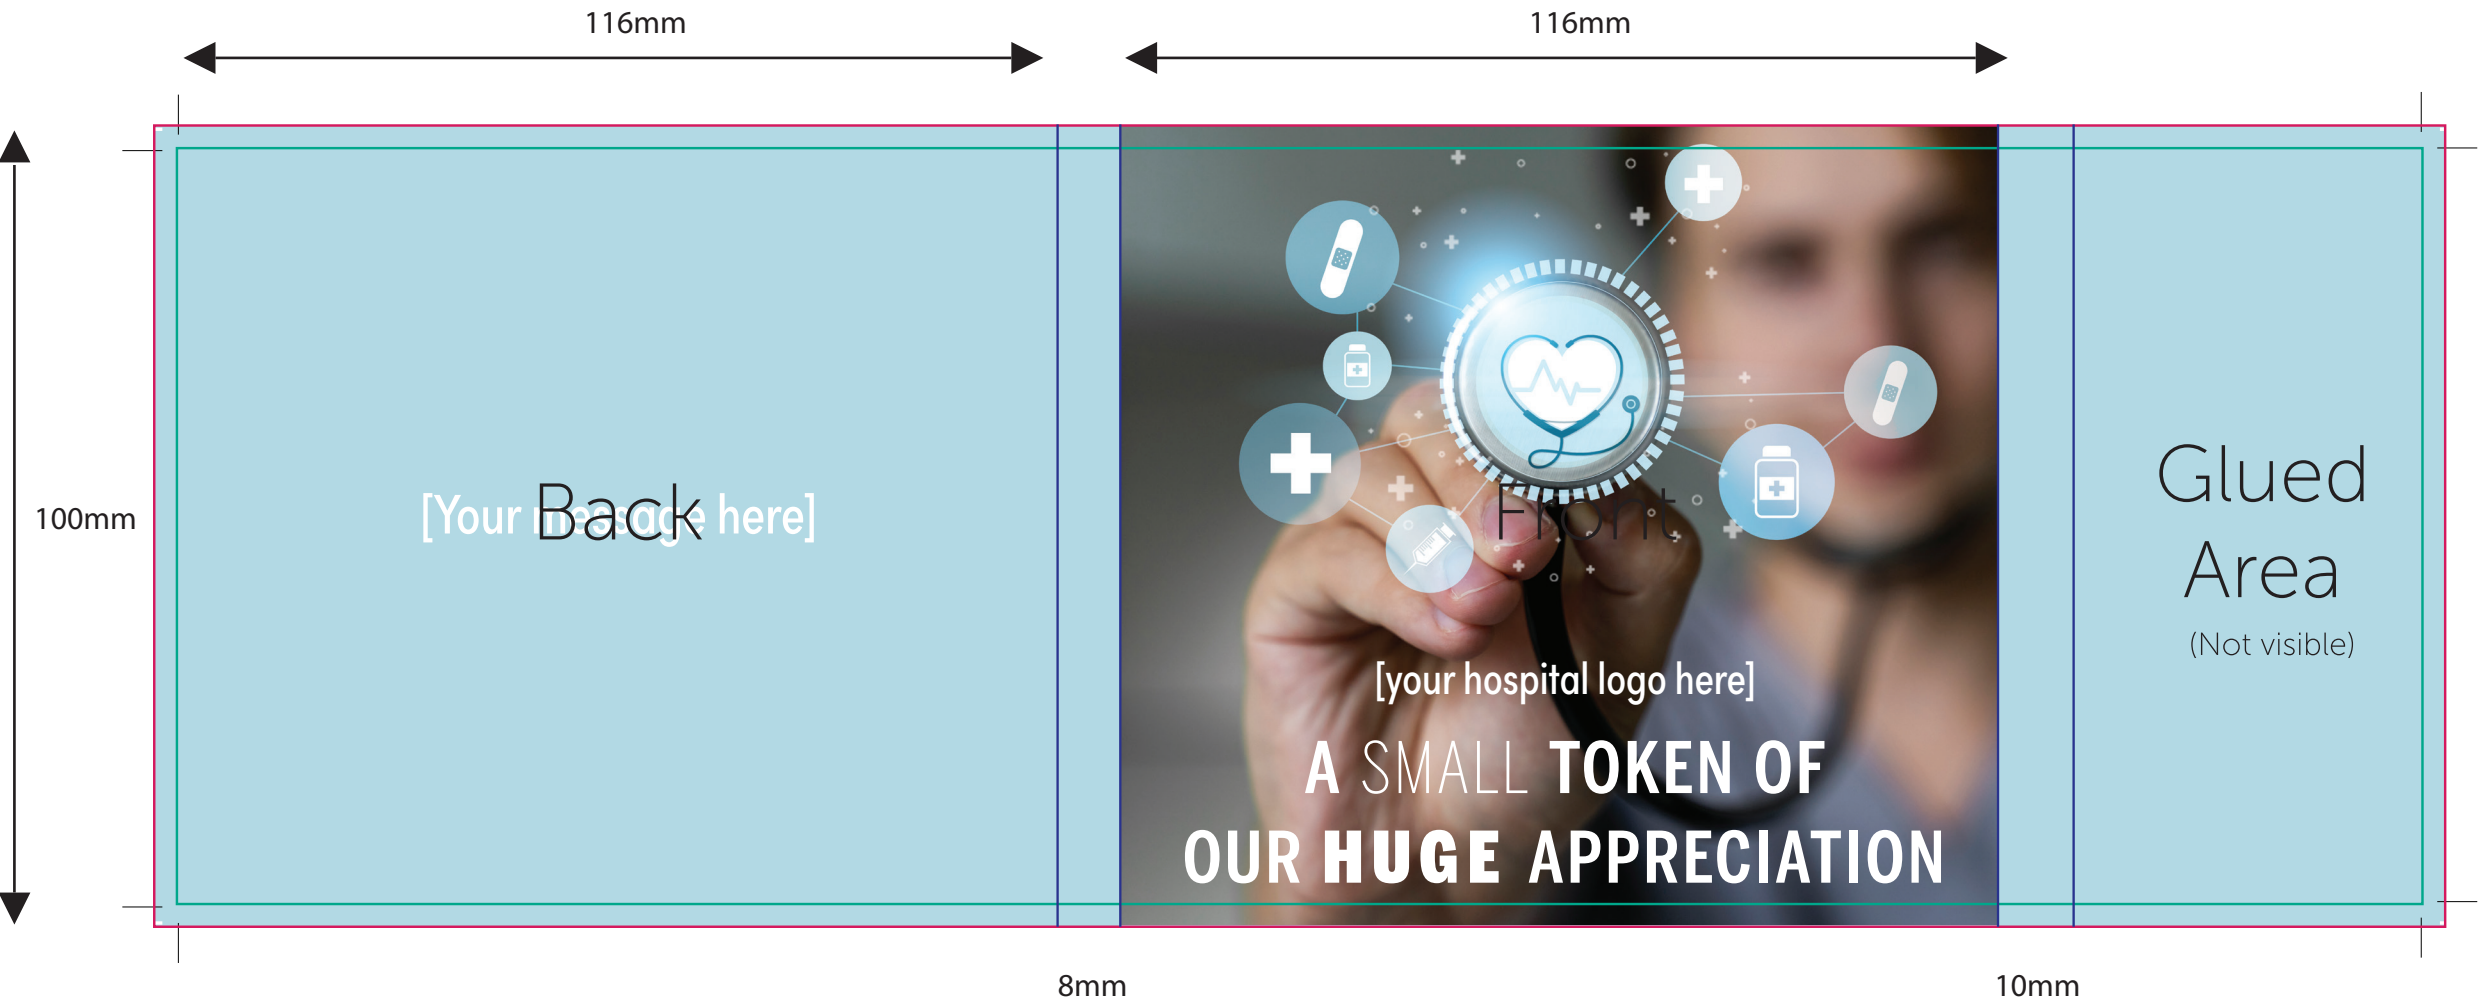 116mm
116mm
100mm
[Your message here]
Back
Front
[your hospital logo here]
A SMALL TOKEN OF
OUR HUGE APPRECIATION
Glued
Area
(Not visible)
8mm
10mm